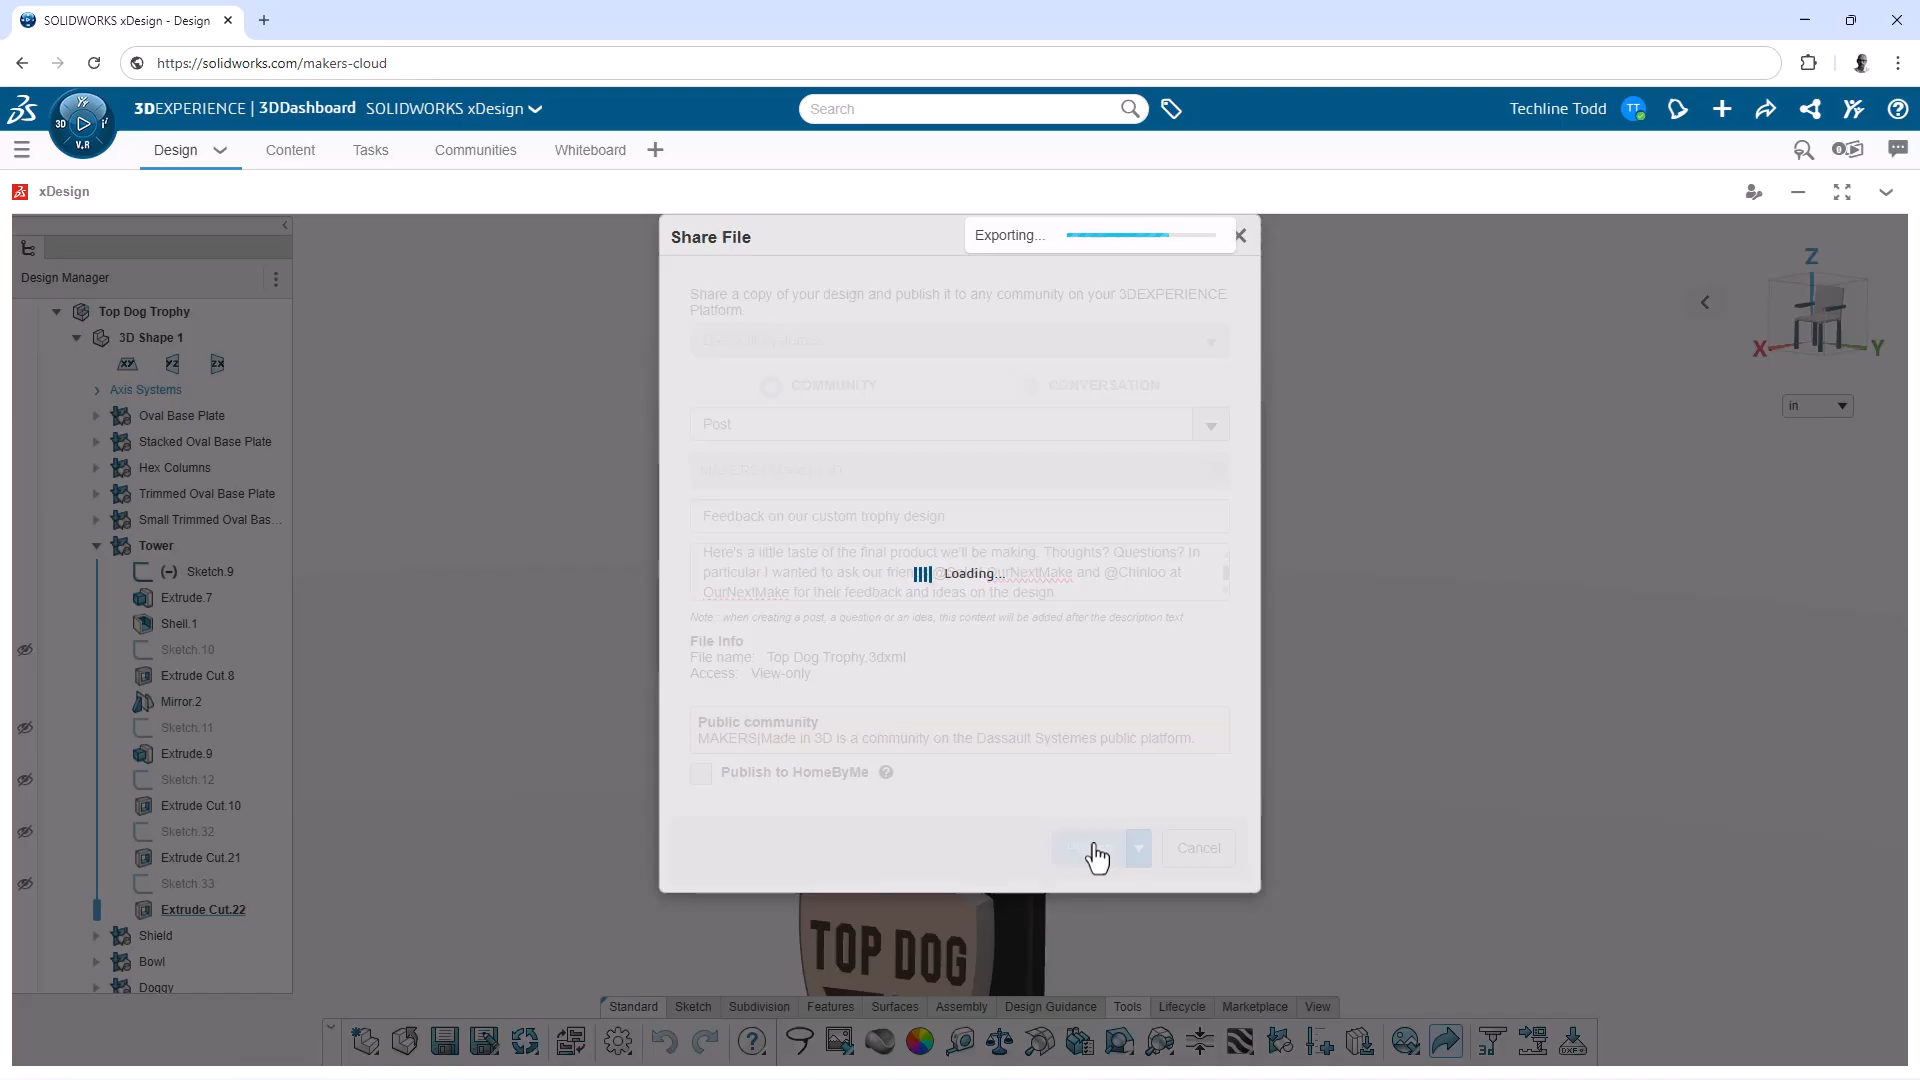 SOLIDWORKS xDesign - Design
https://solidworks.com/makers-cloud
3DEXPERIENCE | 3DDashboard SOLIDWORKS xDesign
Search
Techline Todd
TT
3D
V.R
Design
Content
Tasks
Communities
Whiteboard
0
xDesign
Share File
Exporting...
Design Manager
Share a copy of your design and publish it to any community on your 3DEXPERIENCE
Platform
Top Dog Trophy
3D Shape 1
XY
YZ
ZX
Axis Systems
COMMUNITY
CONVERSATION
Oval Base Plate
Post
Stacked Oval Base Plate
Hex Columns
Trimmed Oval Base Plate
Small Trimmed Oval Bas...
Feedback on our custom trophy design
Tower
Here's a little taste of the final product we'll be making. Thoughts? Questions? In
particular I wanted to ask our OurNextMake and @Chinloo at
OurNextMake for their feedback and ideas on the design.
Loading...
Note : when creating a post, a question or an idea, this content will be added after the description text
File Info
File name: Top Dog Trophy.3dxml
Access: View-only
Public community
MAKERS|Made in 3D is a community on the Dassault Systemes public platform.
Publish to HomeByMe
Cancel
(-) Sketch.9
Extrude.7
Shell.1
Sketch.10
Extrude Cut.8
Mirror.2
Sketch.11
Extrude.9
Sketch.12
Extrude Cut.10
Sketch.32
Extrude Cut.21
Sketch.33
Extrude Cut.22
Shield
Bowl
Doggy
Z
X
Y
in
TOP DOG
Standard
Sketch
Subdivision
Features
Surfaces
Assembly
Design Guidance
Tools
Lifecycle
Marketplace
View
DXF